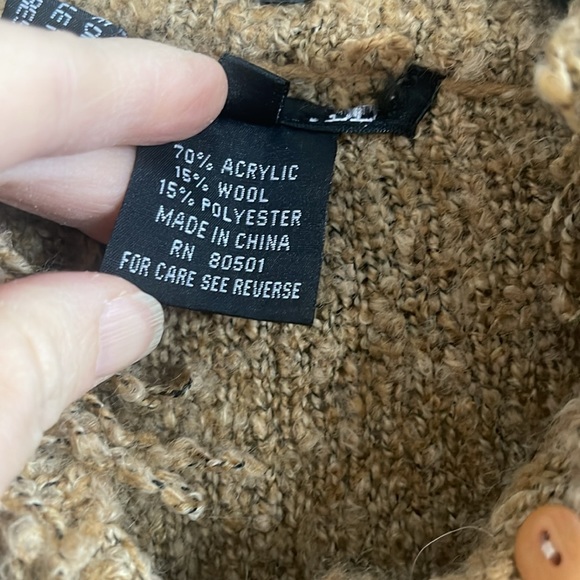 70% ACRYLIC
15% WOOL
15% POLYESTER
MADE IN CHINA
RN 80501
FOR CARE SEE REVERSE